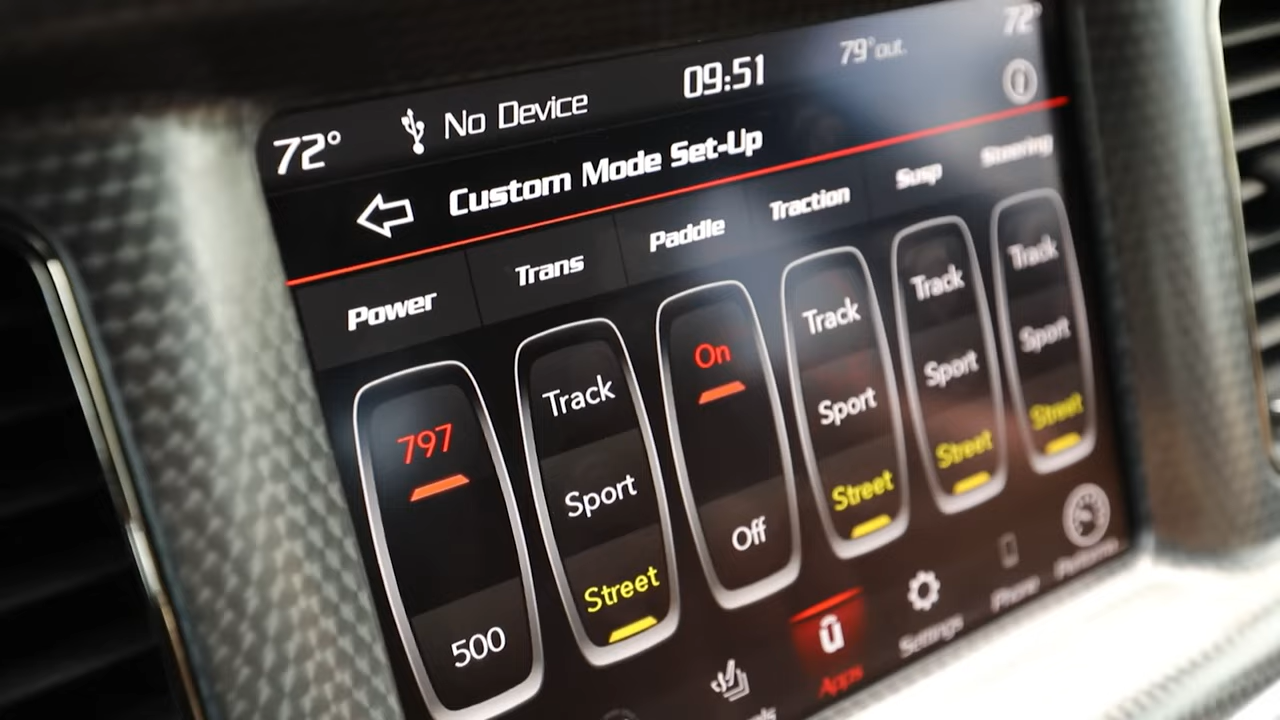 72° No Device 09:51 79° out. 72°
Custom Mode Set-Up
Power Trans Paddle Traction Susp Steering
797 Track On Track Track Track
Sport Sport Sport Sport
500 Street Off Street Street Street
Apps Settings Phone